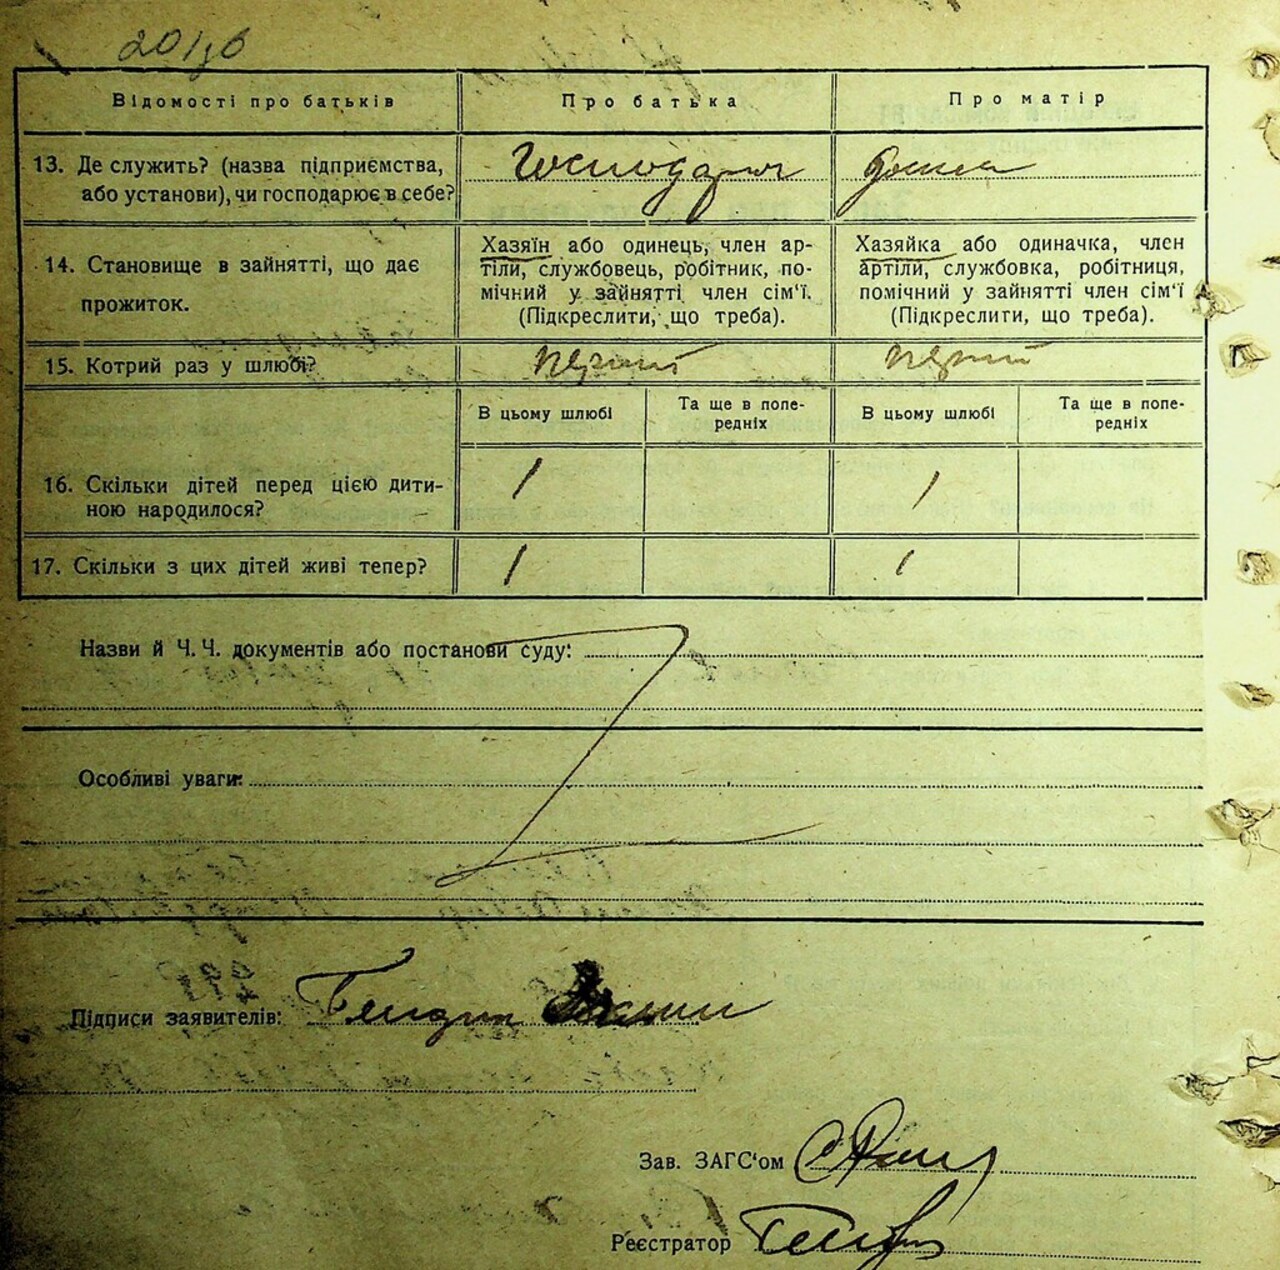 Відомості про батьків Про батька Про матір
13. Де служить? (назва підприємства, або установи), чи господарює в себе? Господарюч дома
14. Становище в зайнятті, що дає прожиток.
Хазяїн або одинець, член ар-
тіли, службовець, робітник, по-
мічний у зайнятті член сім‘ї.
(Підкреслити, що треба).
Хазяйка або одиначка, член
артіли, службовка, робітниця,
помічний у зайнятті член сім‘ї
(Підкреслити, що треба).
15. Котрий раз у шлюбі? перший перший
В цьому шлюбі Та ще в попе-
редніх В цьому шлюбі Та ще в попе-
редніх
16. Скільки дітей перед цією дити-
ною народилося? 1 1
17. Скільки з цих дітей живі тепер? 1 1
Назви й Ч. Ч. документів або постанови суду:
Особливі уваги:
Підписи заявителів:
Зав. ЗАГС‘ом
Реєстратор